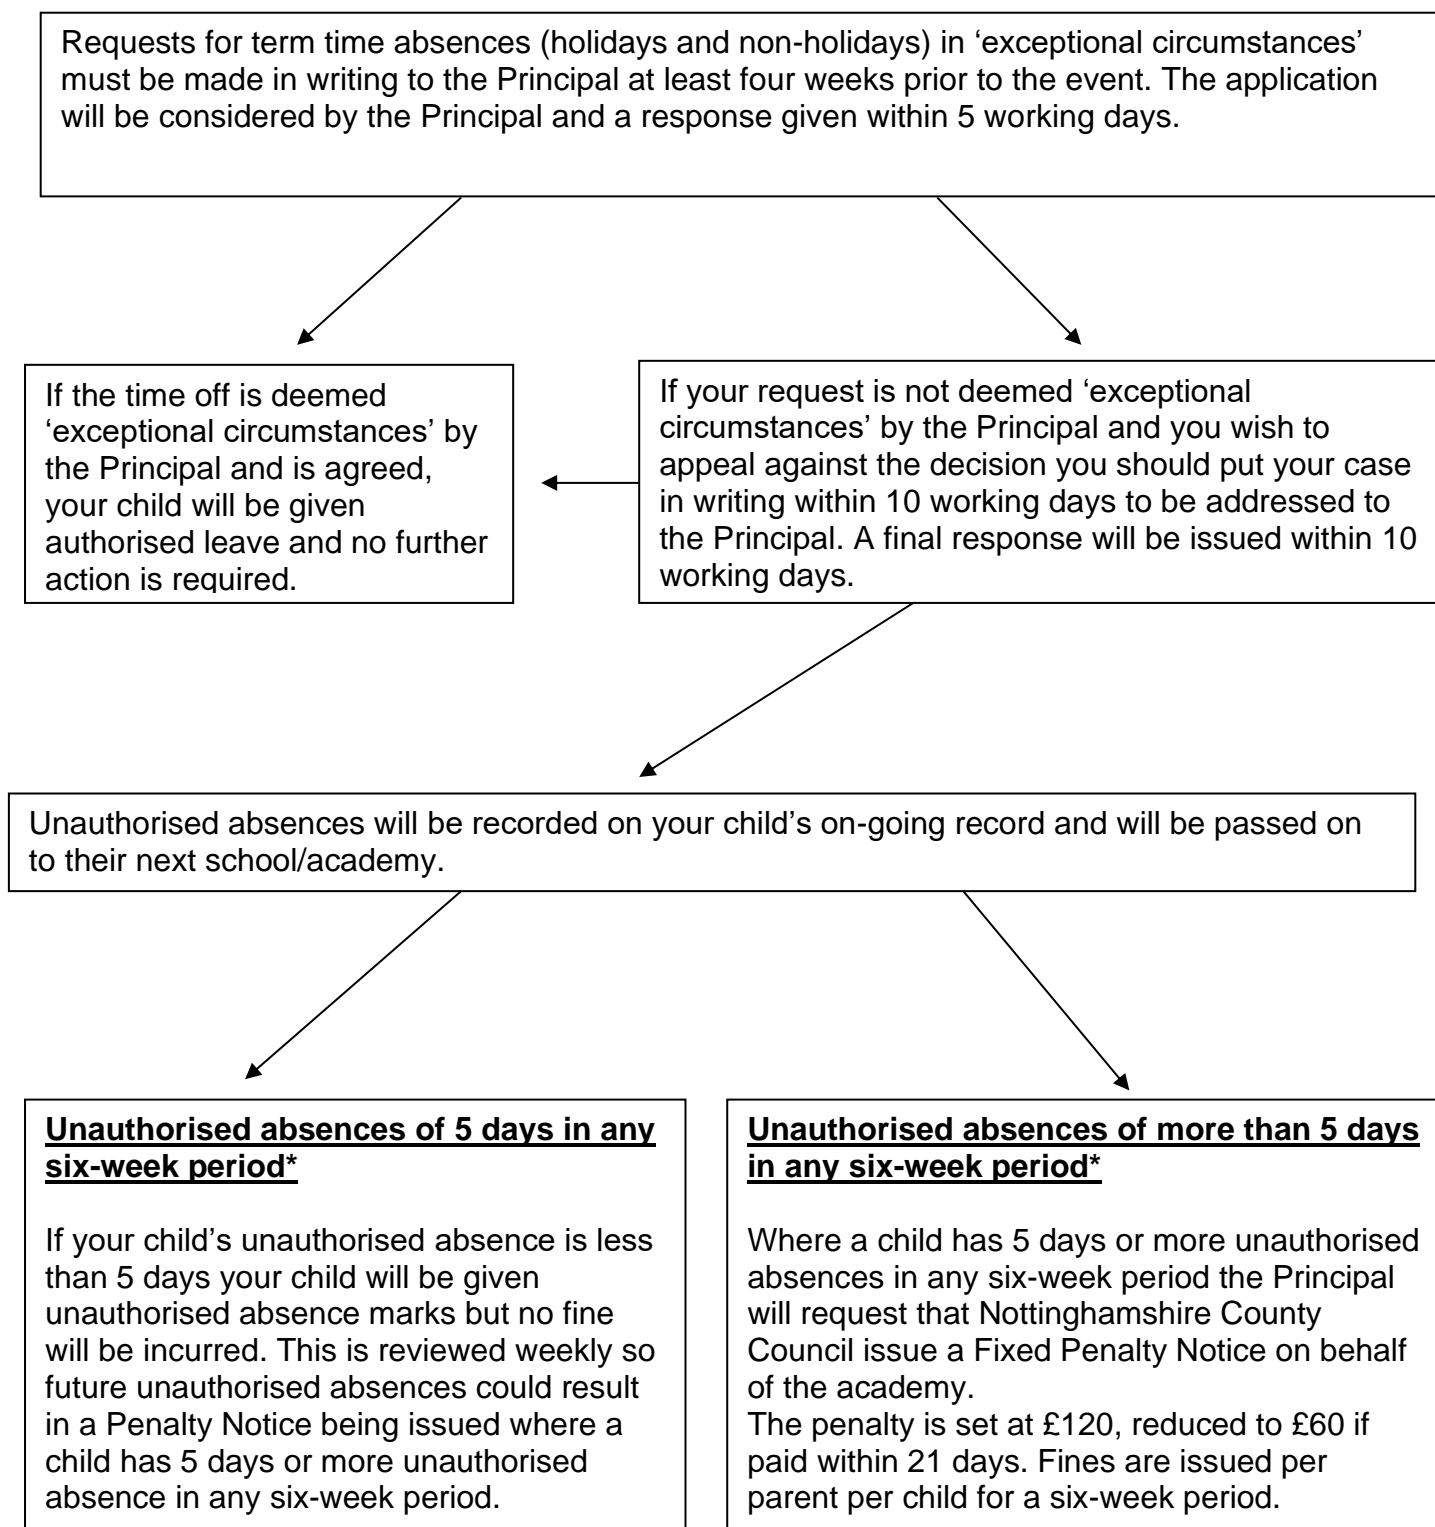 Requests for term time absences (holidays and non-holidays) in ‘exceptional circumstances’
must be made in writing to the Principal at least four weeks prior to the event. The application
will be considered by the Principal and a response given within 5 working days.
If the time off is deemed
‘exceptional circumstances’ by
the Principal and is agreed,
your child will be given
authorised leave and no further
action is required.
If your request is not deemed ‘exceptional
circumstances’ by the Principal and you wish to
appeal against the decision you should put your case
in writing within 10 working days to be addressed to
the Principal. A final response will be issued within 10
working days.
Unauthorised absences will be recorded on your child’s on-going record and will be passed on
to their next school/academy.
Unauthorised absences of 5 days in any
six-week period*
If your child’s unauthorised absence is less
than 5 days your child will be given
unauthorised absence marks but no fine
will be incurred. This is reviewed weekly so
future unauthorised absences could result
in a Penalty Notice being issued where a
child has 5 days or more unauthorised
absence in any six-week period.
Unauthorised absences of more than 5 days
in any six-week period*
Where a child has 5 days or more unauthorised
absences in any six-week period the Principal
will request that Nottinghamshire County
Council issue a Fixed Penalty Notice on behalf
of the academy.
The penalty is set at £120, reduced to £60 if
paid within 21 days. Fines are issued per
parent per child for a six-week period.